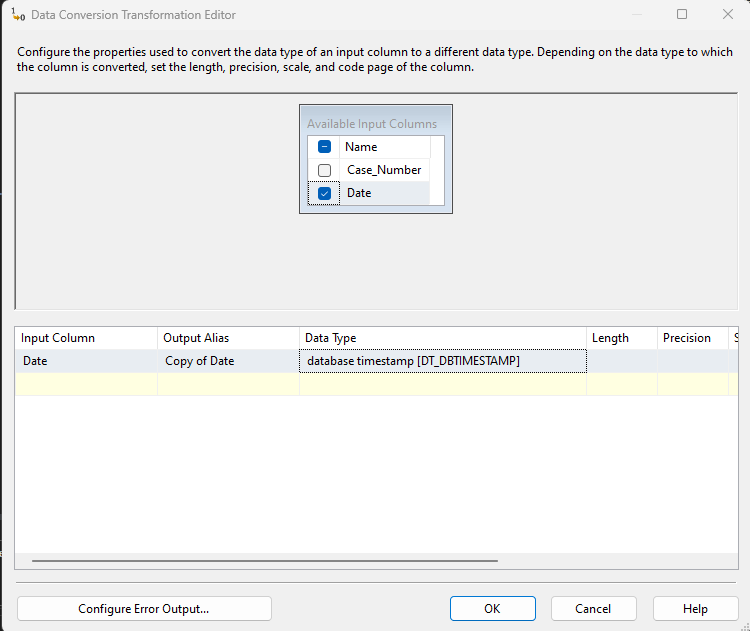 Data Conversion Transformation Editor
Configure the properties used to convert the data type of an input column to a different data type. Depending on the data type to which
the column is converted, set the length, precision, scale, and code page of the column.
Available Input Columns
Name
Case_Number
Date
Input Column Output Alias Data Type Length Precision S
Date Copy of Date database timestamp [DT_DBTIMESTAMP]
Configure Error Output... OK Cancel Help